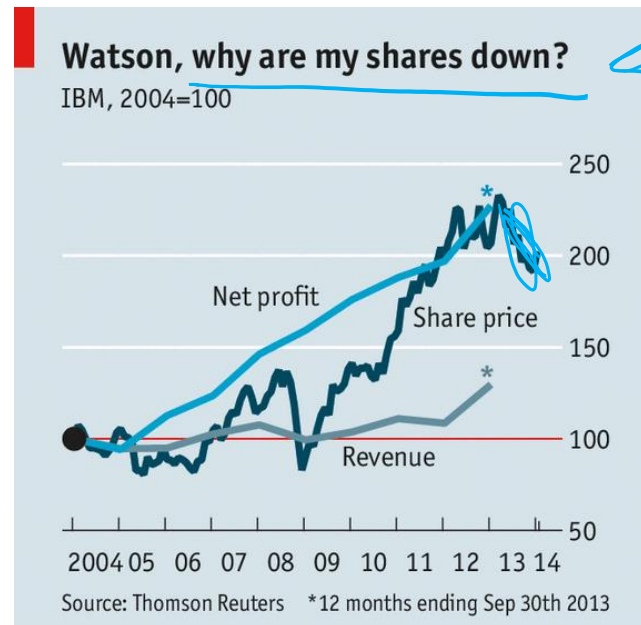 Watson, why are my shares down?
IBM, 2004=100
250
*
200
Net profit
Share price
150
*
100
Revenue
50
2004 05 06 07 08 09 10 11 12 13 14
Source: Thomson Reuters *12 months ending Sep 30th 2013